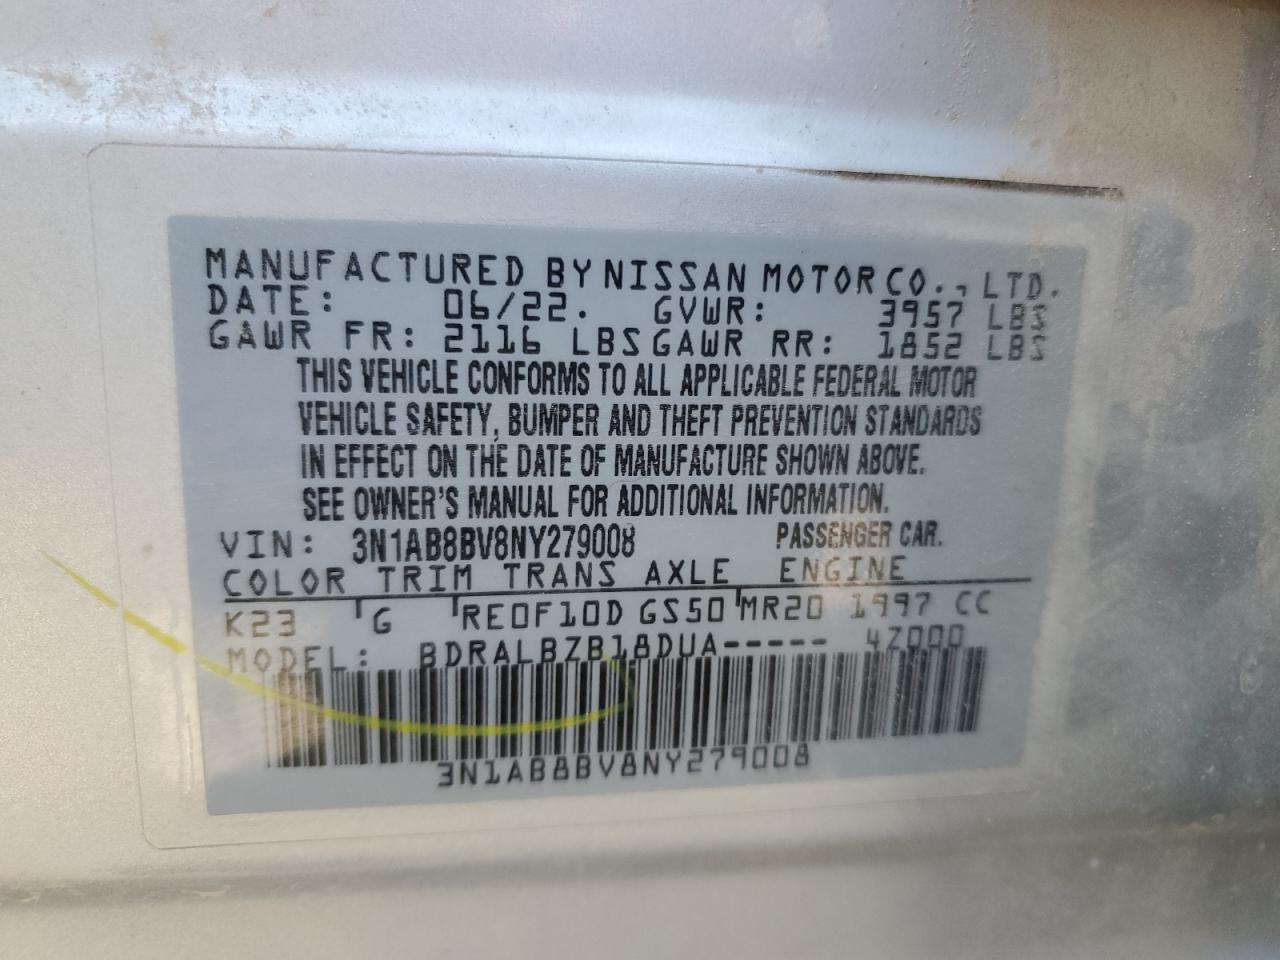 MANUFACTURED BY NISSAN MOTOR CO., LTD.
DATE: 06/22. GVWR: 3957 LBS
GAWR FR: 2116 LBS GAWR RR: 1852 LBS
THIS VEHICLE CONFORMS TO ALL APPLICABLE FEDERAL MOTOR
VEHICLE SAFETY, BUMPER AND THEFT PREVENTION STANDARDS
IN EFFECT ON THE DATE OF MANUFACTURE SHOWN ABOVE.
SEE OWNER'S MANUAL FOR ADDITIONAL INFORMATION.
VIN: 3N1AB8BV8NY279008 PASSENGER CAR.
COLOR TRIM TRANS AXLE ENGINE
K23 G RE0F10D GS50 MR20 1997 CC
MODEL: BDRALBZB18DUA----- 4Z000
3N1AB8BV8NY279008